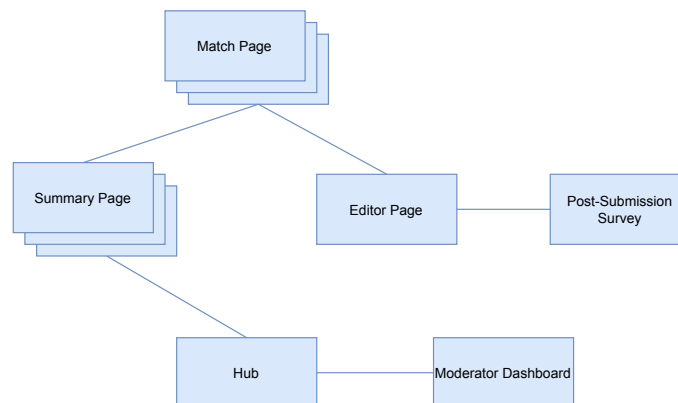 Match Page
Summary Page
Editor Page
Post-Submission
Survey
Hub
Moderator Dashboard